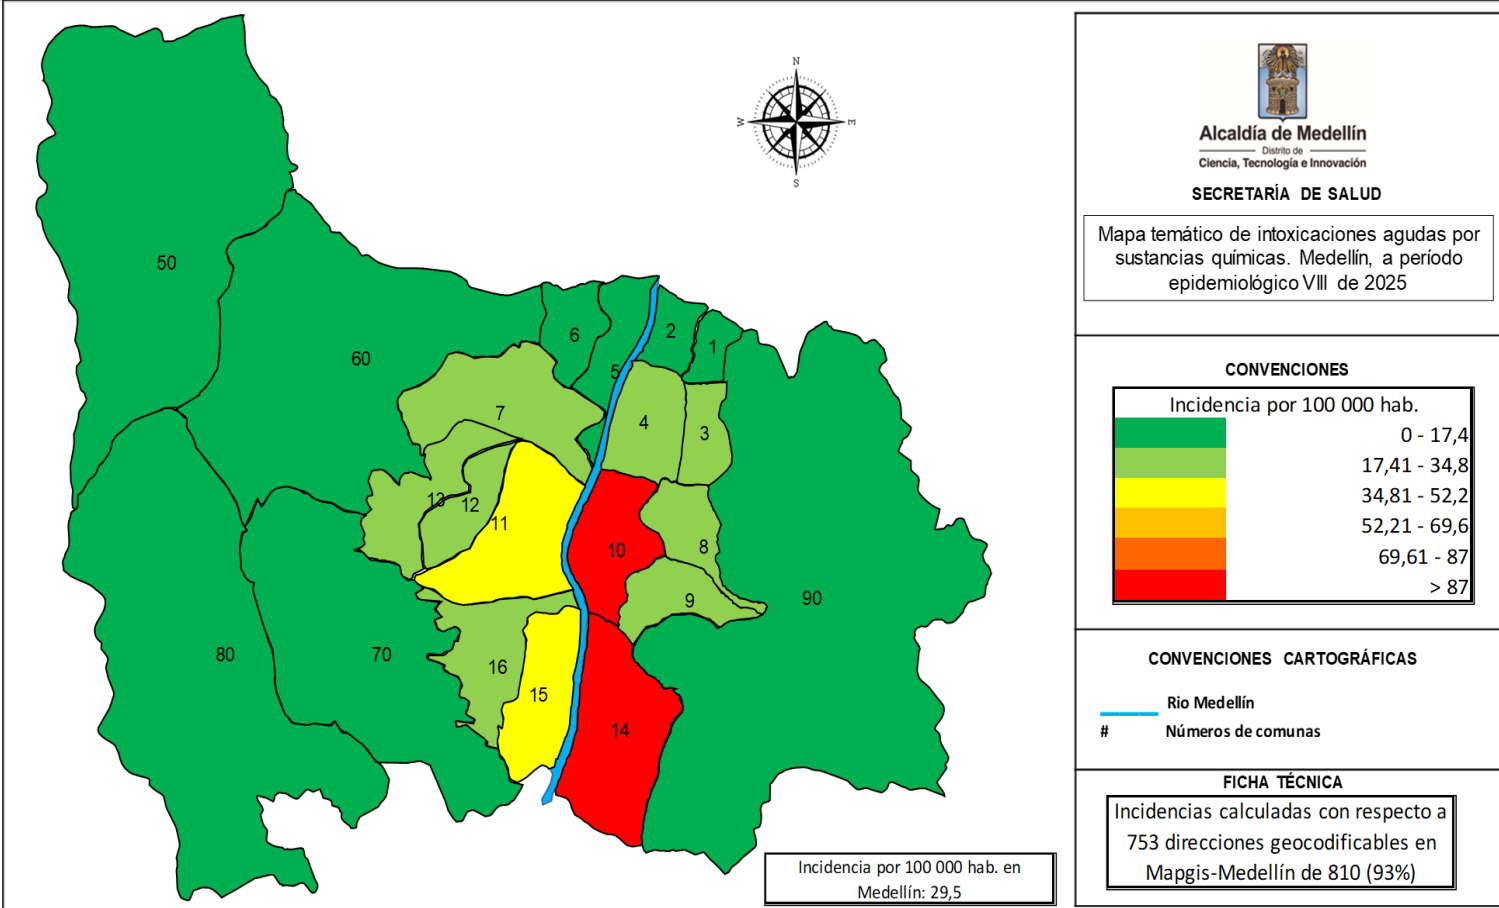 N
W
E
S
50
60
6
2
1
5
7
4
3
13
12
11
10
8
9
90
80
70
16
15
14
Incidencia por 100 000 hab. en
Medellín: 29,5
Alcaldía de Medellín
Distrito de
Ciencia, Tecnología e Innovación
SECRETARÍA DE SALUD
Mapa temático de intoxicaciones agudas por
sustancias químicas. Medellín, a período
epidemiológico VIII de 2025
CONVENCIONES
Incidencia por 100 000 hab.
0 - 17,4
17,41 - 34,8
34,81 - 52,2
52,21 - 69,6
69,61 - 87
> 87
CONVENCIONES CARTOGRÁFICAS
Rio Medellín
# Números de comunas
FICHA TÉCNICA
Incidencias calculadas con respecto a
753 direcciones geocodificables en
Mapgis-Medellín de 810 (93%)